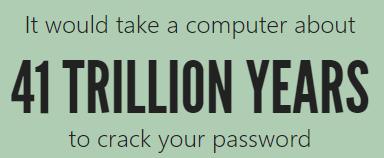 It would take a computer about
41 TRILLION YEARS
to crack your password